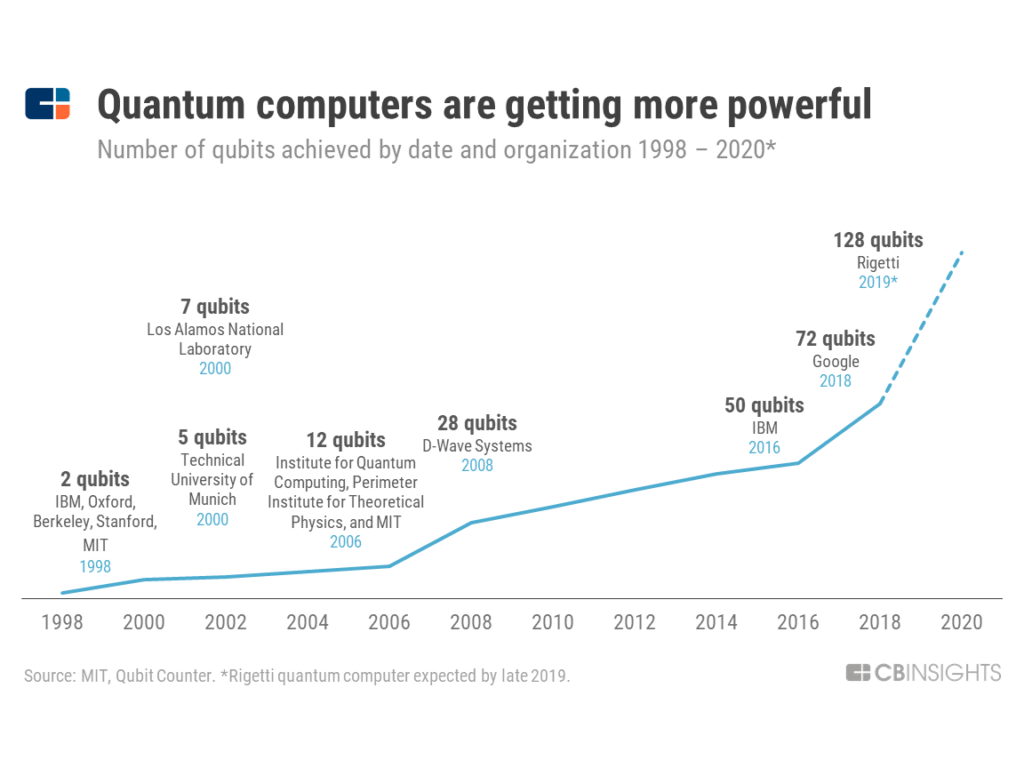 Quantum computers are getting more powerful
Number of qubits achieved by date and organization 1998 – 2020*
128 qubits
Rigetti
2019*
7 qubits
Los Alamos National
Laboratory
2000
72 qubits
Google
2018
50 qubits
IBM
2016
28 qubits
D-Wave Systems
2008
5 qubits
Technical
University of
Munich
2000
12 qubits
Institute for Quantum
Computing, Perimeter
Institute for Theoretical
Physics, and MIT
2006
2 qubits
IBM, Oxford,
Berkeley, Stanford,
MIT
1998
1998 2000 2002 2004 2006 2008 2010 2012 2014 2016 2018 2020
Source: MIT, Qubit Counter. *Rigetti quantum computer expected by late 2019.
CBINSIGHTS